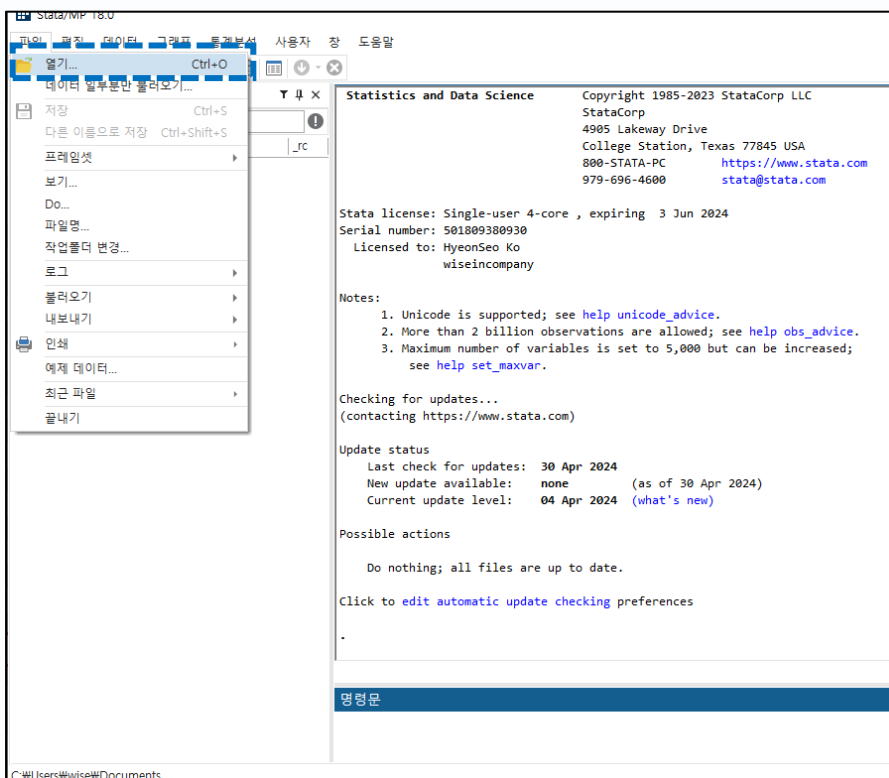 Stata/MP 18.0
파일 편집 데이터 그래프 통계분석 사용자 창 도움말
열기... Ctrl+O
데이터 일부분만 불러오기...
저장 Ctrl+S
다른 이름으로 저장 Ctrl+Shift+S
프레임셋
보기...
Do...
파일명...
작업폴더 변경...
로그
불러오기
내보내기
인쇄
예제 데이터...
최근 파일
끝내기
_rc
Statistics and Data Science Copyright 1985-2023 StataCorp LLC
StataCorp
4905 Lakeway Drive
College Station, Texas 77845 USA
800-STATA-PC https://www.stata.com
979-696-4600 stata@stata.com
Stata license: Single-user 4-core , expiring 3 Jun 2024
Serial number: 501809380930
Licensed to: HyeonSeo Ko
wiseincompany
Notes:
1. Unicode is supported; see help unicode_advice.
2. More than 2 billion observations are allowed; see help obs_advice.
3. Maximum number of variables is set to 5,000 but can be increased;
see help set_maxvar.
Checking for updates...
(contacting https://www.stata.com)
Update status
Last check for updates: 30 Apr 2024
New update available: none (as of 30 Apr 2024)
Current update level: 04 Apr 2024 (what's new)
Possible actions
Do nothing; all files are up to date.
Click to edit automatic update checking preferences
.
명령문
C:₩Users₩wise₩Documents